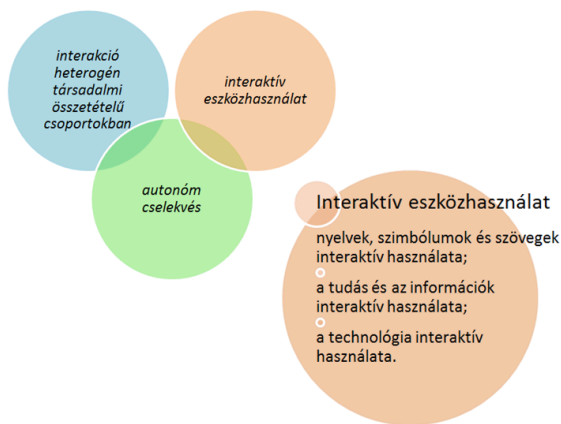 interakció
heterogén
társadalmi
összetételű
csoportokban
interaktív
eszközhasználat
autonóm
cselekvés
Interaktív eszközhasználat
nyelvek, szimbólumok és szövegek
interaktív használata;
a tudás és az információk
interaktív használata;
a technológia interaktív
használata.